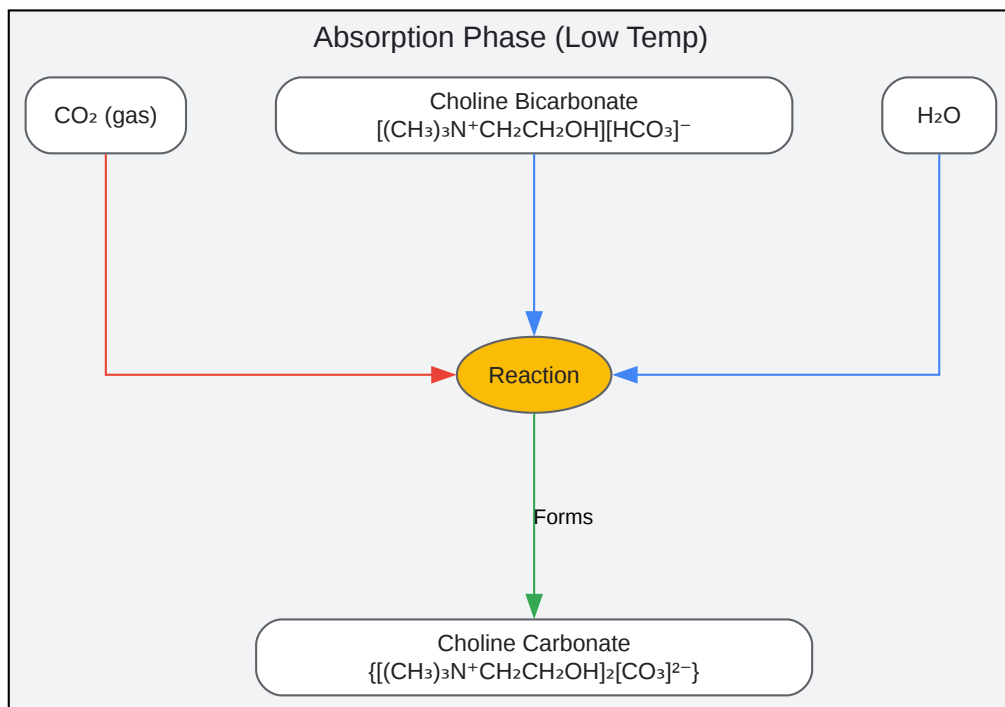 Absorption Phase (Low Temp)
CO₂ (gas)
Choline Bicarbonate
[(CH₃)₃N⁺CH₂CH₂OH][HCO₃]⁻
H₂O
Reaction
Forms
Choline Carbonate
{[(CH₃)₃N⁺CH₂CH₂OH]₂[CO₃]²⁻}